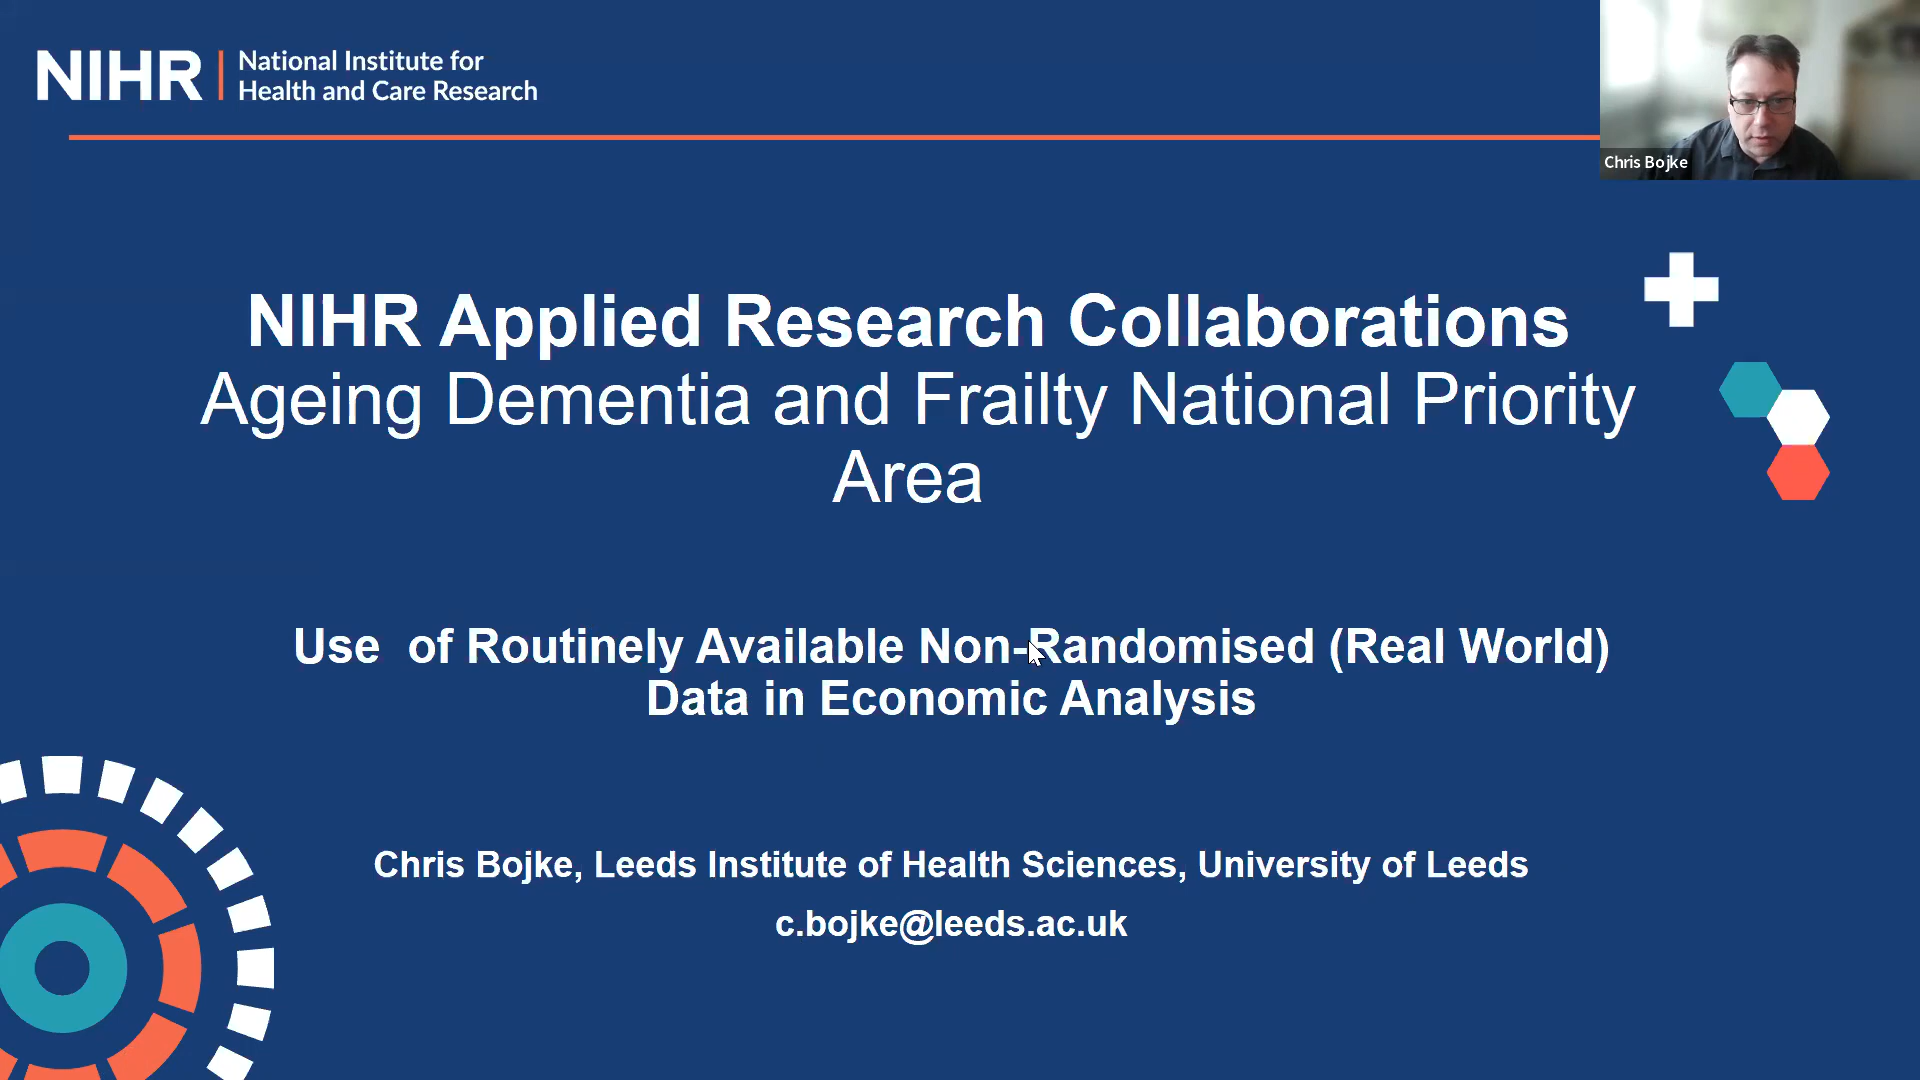 NIHR | National Institute for
Health and Care Research
Chris Bojke
NIHR Applied Research Collaborations
Ageing Dementia and Frailty National Priority
Area
Use of Routinely Available Non-Randomised (Real World)
Data in Economic Analysis
Chris Bojke, Leeds Institute of Health Sciences, University of Leeds
c.bojke@leeds.ac.uk